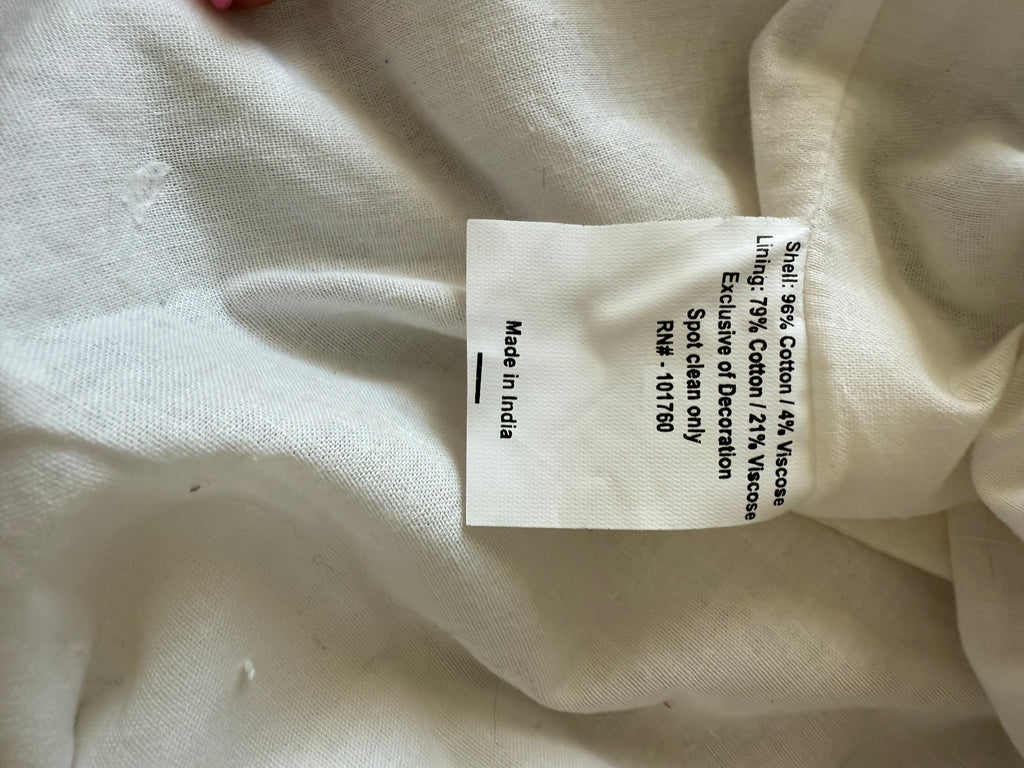 Shell: 96% Cotton / 4% Viscose
Lining: 79% Cotton / 21% Viscose
Exclusive of Decoration
Spot clean only
RN# - 101760
Made in India